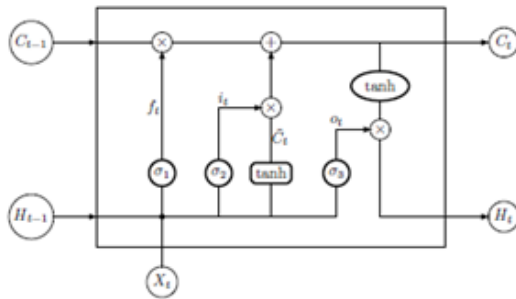 C_{t-1} × + C_t
tanh
f_t i_t × o_t ×
C̃_t
σ_1 σ_2 tanh σ_3
H_{t-1} H_t
X_t